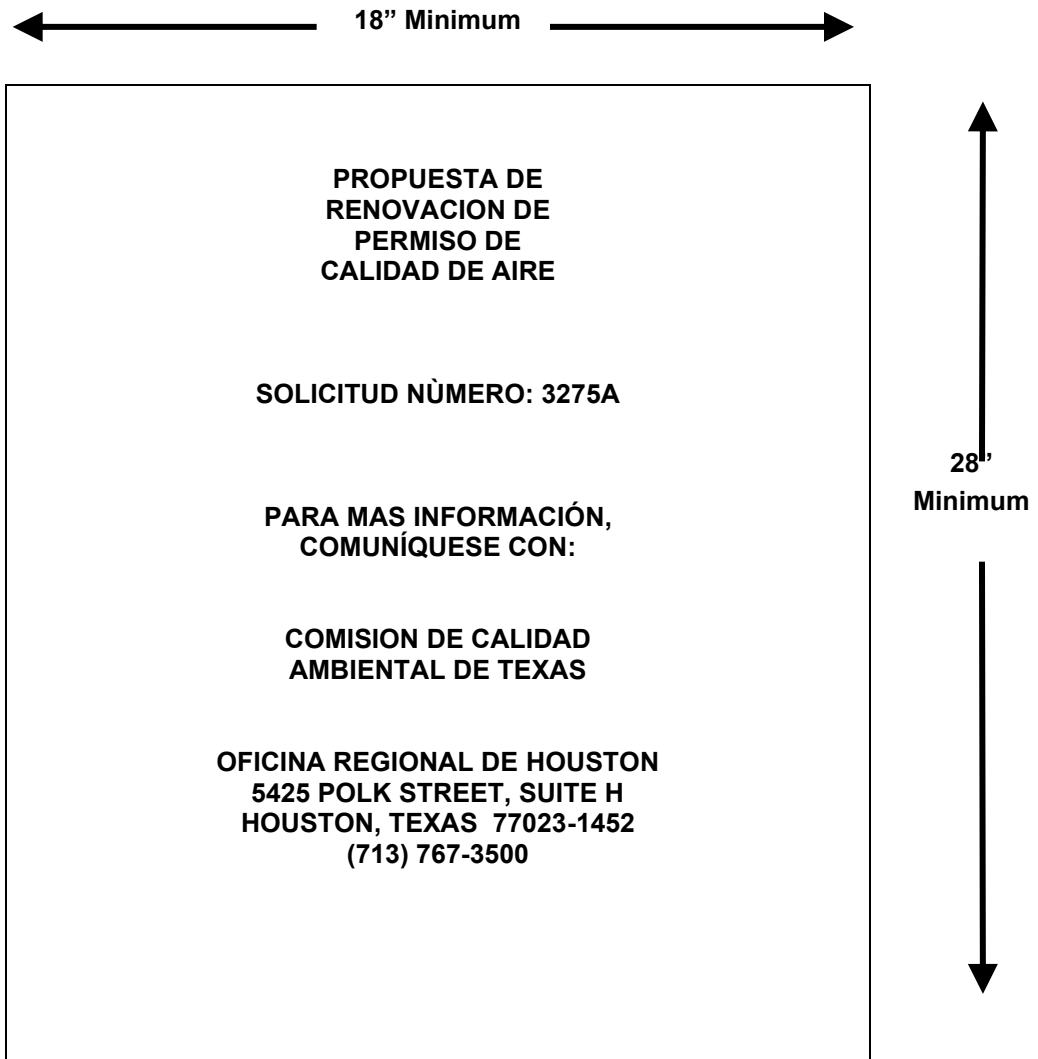 18” Minimum
PROPUESTA DE
RENOVACION DE
PERMISO DE
CALIDAD DE AIRE
SOLICITUD NÙMERO: 3275A
28”
Minimum
PARA MAS INFORMACIÓN,
COMUNÍQUESE CON:
COMISION DE CALIDAD
AMBIENTAL DE TEXAS
OFICINA REGIONAL DE HOUSTON
5425 POLK STREET, SUITE H
HOUSTON, TEXAS  77023-1452
(713) 767-3500